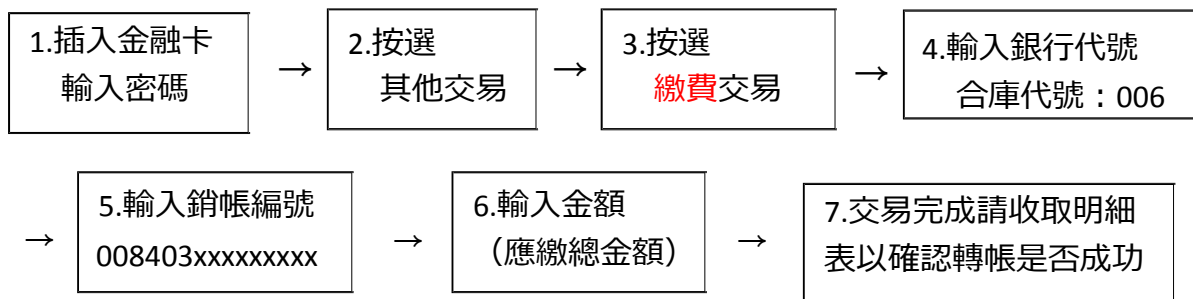 1.插入金融卡
輸入密碼
→
2.按選
其他交易
→
3.按選
繳費交易
→
4.輸入銀行代號
合庫代號：006
→
5.輸入銷帳編號
008403xxxxxxxxx
→
6.輸入金額
（應繳總金額）
→
7.交易完成請收取明細
表以確認轉帳是否成功